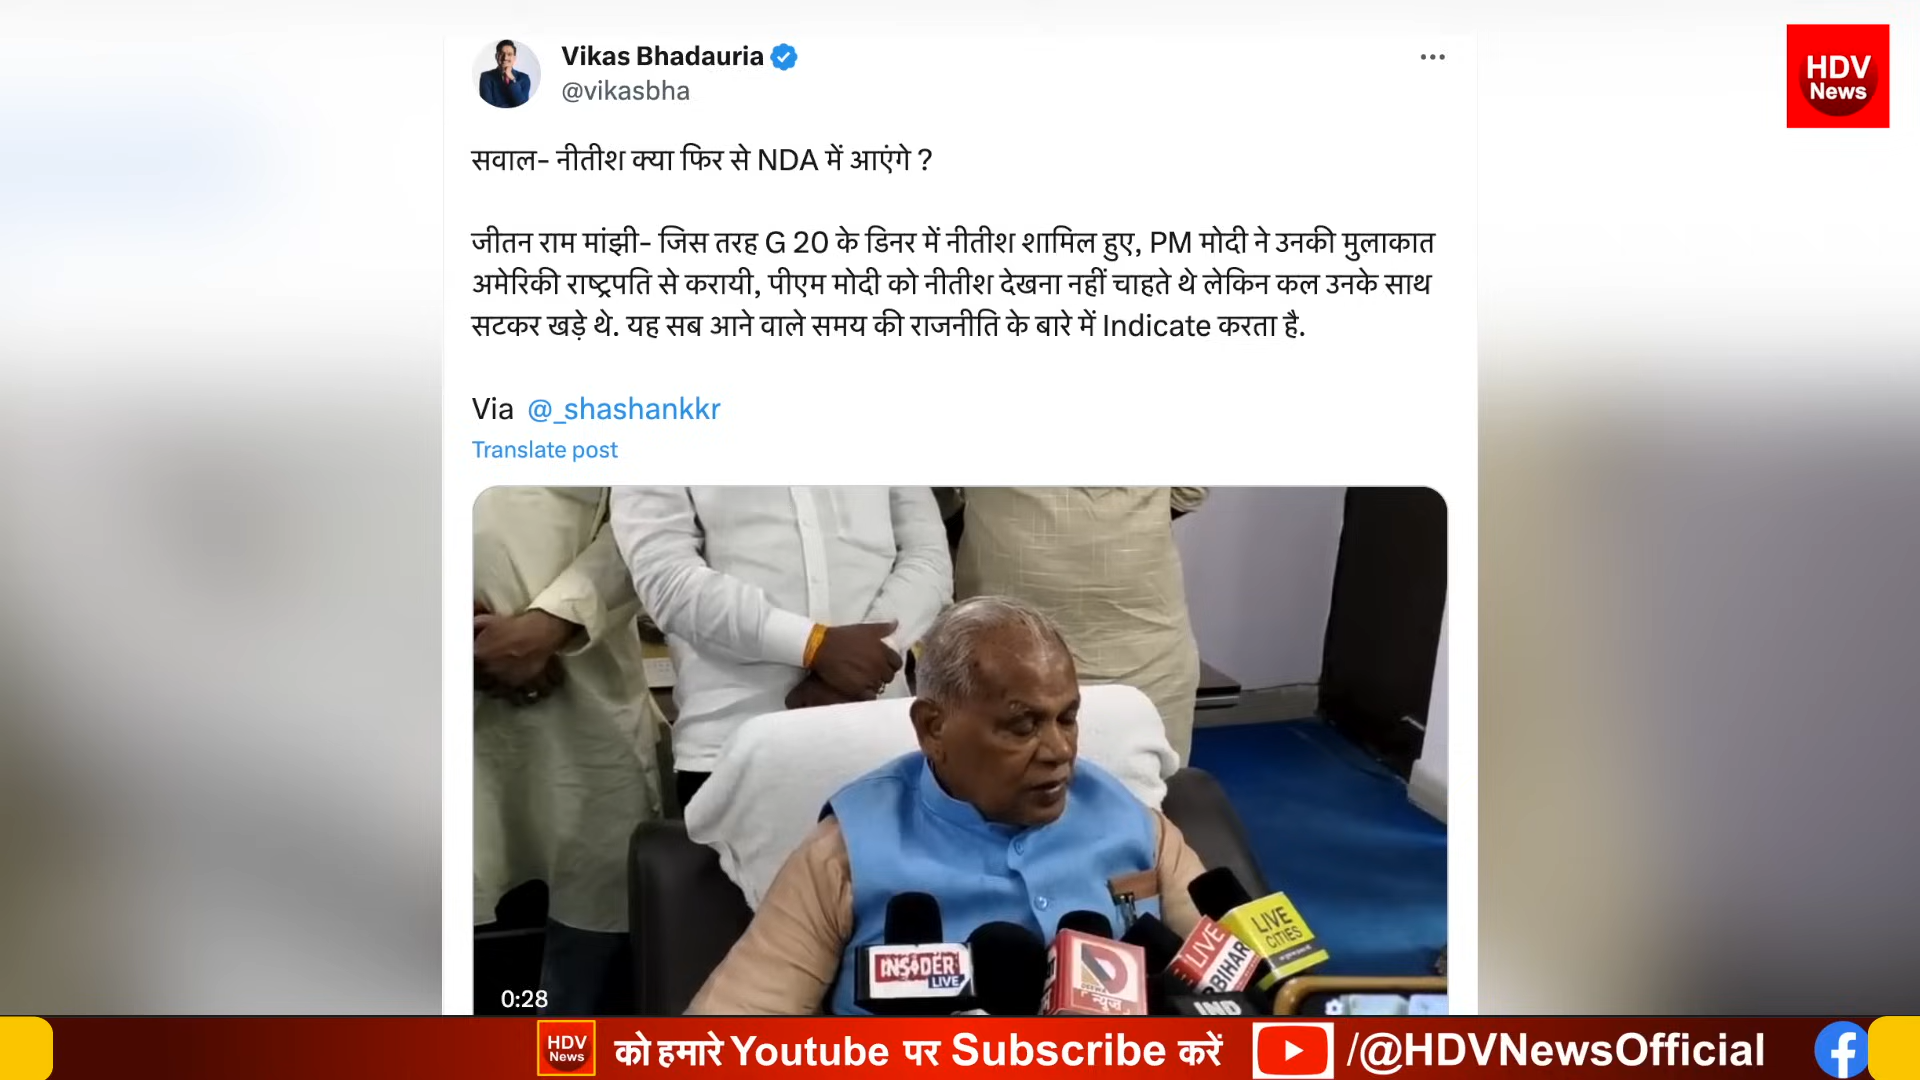 Vikas Bhadauria
@vikasbha
HDV
News
सवाल- नीतीश क्या फिर से NDA में आएंगे ?
जीतन राम मांझी- जिस तरह G 20 के डिनर में नीतीश शामिल हुए, PM मोदी ने उनकी मुलाकात
अमेरिकी राष्ट्रपति से करायी, पीएम मोदी को नीतीश देखना नहीं चाहते थे लेकिन कल उनके साथ
सटकर खड़े थे. यह सब आने वाले समय की राजनीति के बारे में Indicate करता है.
Via @_shashankkr
Translate post
LIVE
CITIES
LIVE
BIHAR
INSIDER
LIVE
D
न्यूज
IND
0:28
HDV
News
को हमारे Youtube पर Subscribe करें
/@HDVNewsOfficial